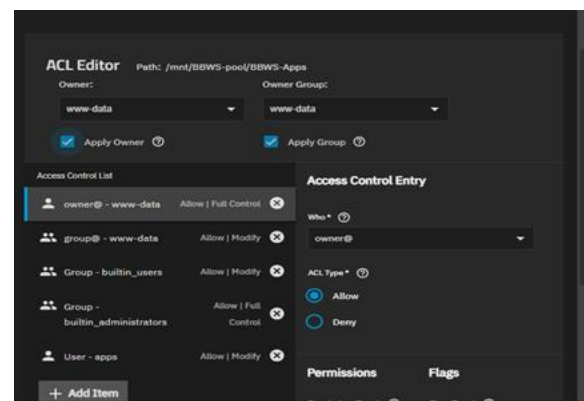 ACL Editor Path: /mnt/BBWS-pool/BBWS-Apps
Owner: Owner Group:
www-data www-data
Apply Owner Apply Group
Access Control List
Access Control Entry
owner@ - www-data Allow | Full Control
Who *
group@ - www-data Allow | Modify
owner@
Group - builtin_users Allow | Modify
ACL Type *
Allow
Group - builtin_administrators Allow | Full Control
Deny
User - apps Allow | Modify
Permissions Flags
+ Add Item